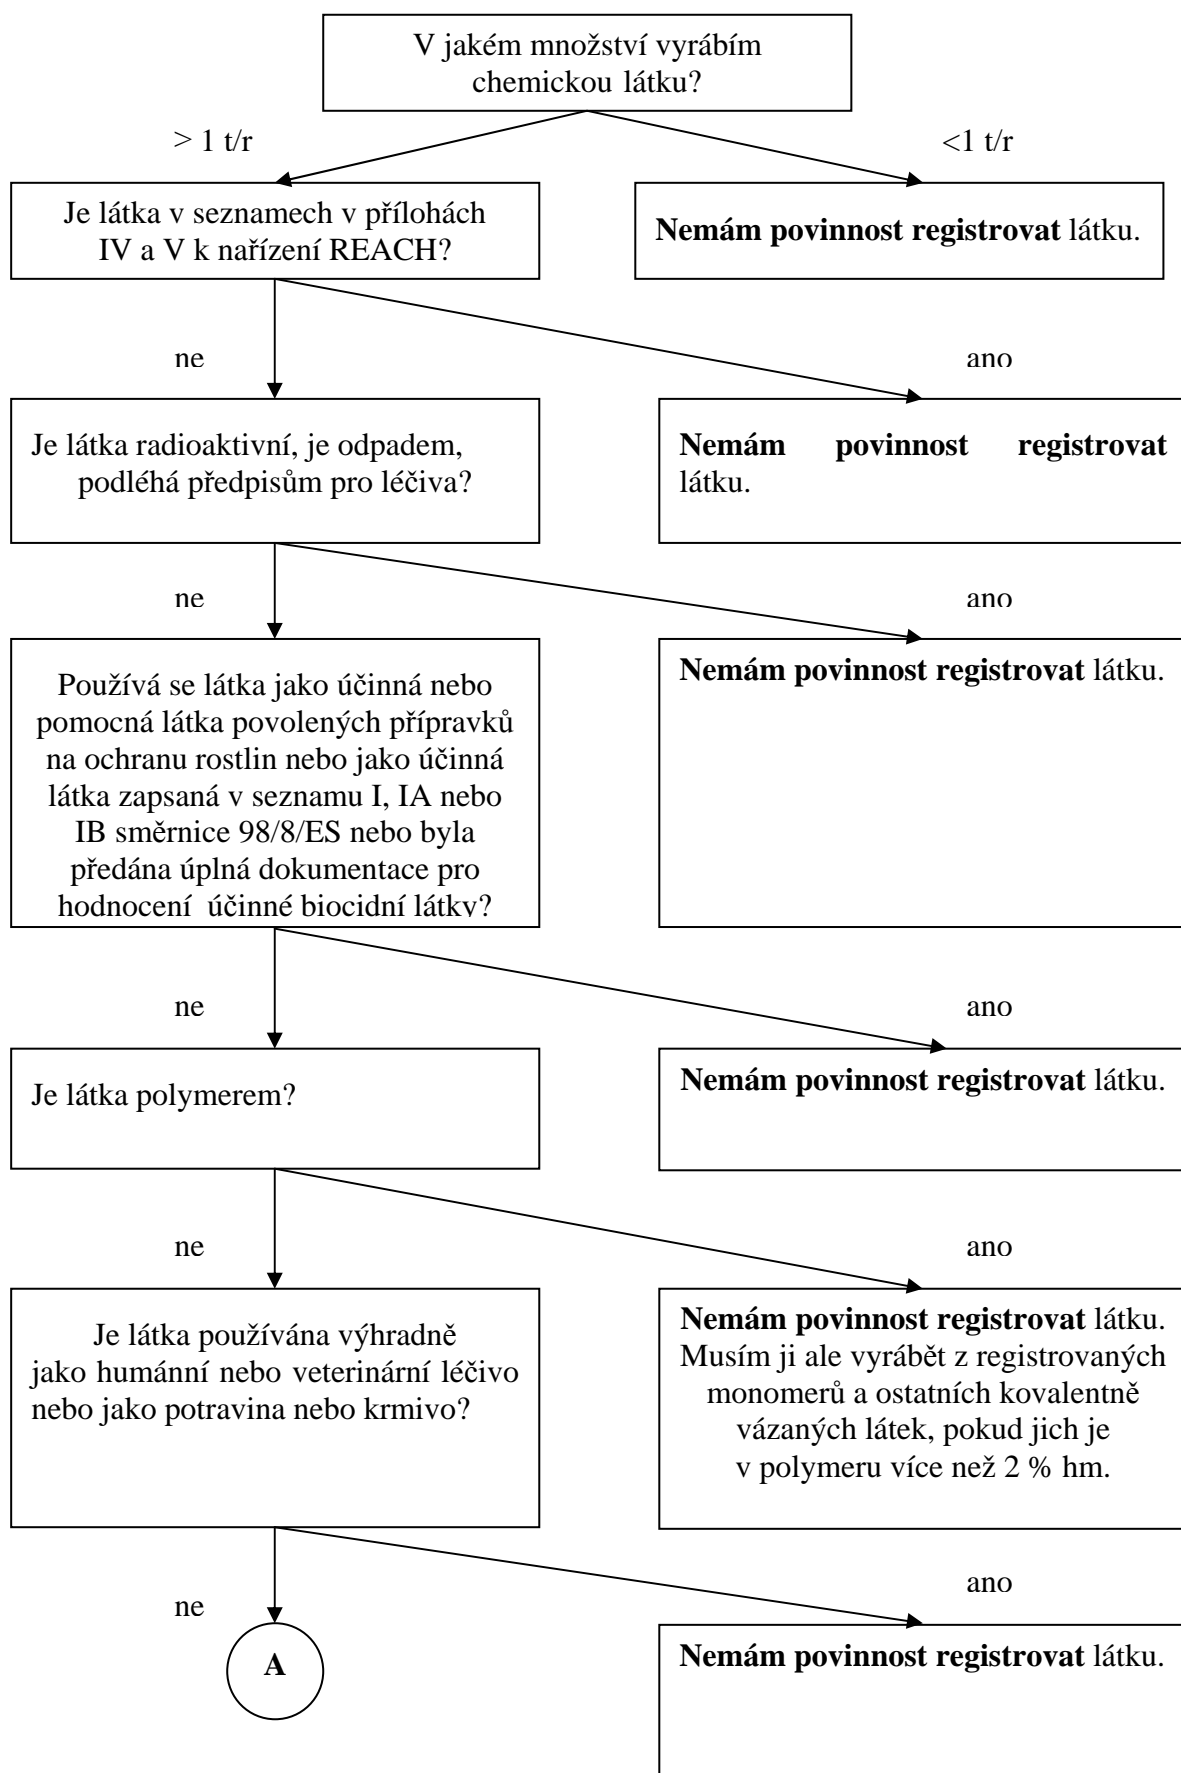 V jakém množství vyrábím
chemickou látku?
> 1 t/r
<1 t/r
Je látka v seznamech v přílohách
IV a V k nařízení REACH?
Nemám povinnost registrovat látku.
ne
ano
Je látka radioaktivní, je odpadem,
podléhá předpisům pro léčiva?
Nemám povinnost registrovat
látku.
ne
ano
Používá se látka jako účinná nebo
pomocná látka povolených přípravků
na ochranu rostlin nebo jako účinná
látka zapsaná v seznamu I, IA nebo
IB směrnice 98/8/ES nebo byla
předána úplná dokumentace pro
hodnocení účinné biocidní látky?
Nemám povinnost registrovat látku.
ne
ano
Je látka polymerem?
Nemám povinnost registrovat látku.
ne
ano
Je látka používána výhradně
jako humánní nebo veterinární léčivo
nebo jako potravina nebo krmivo?
Nemám povinnost registrovat látku.
Musím ji ale vyrábět z registrovaných
monomerů a ostatních kovalentně
vázaných látek, pokud jich je
v polymeru více než 2 % hm.
ne
ano
A
Nemám povinnost registrovat látku.